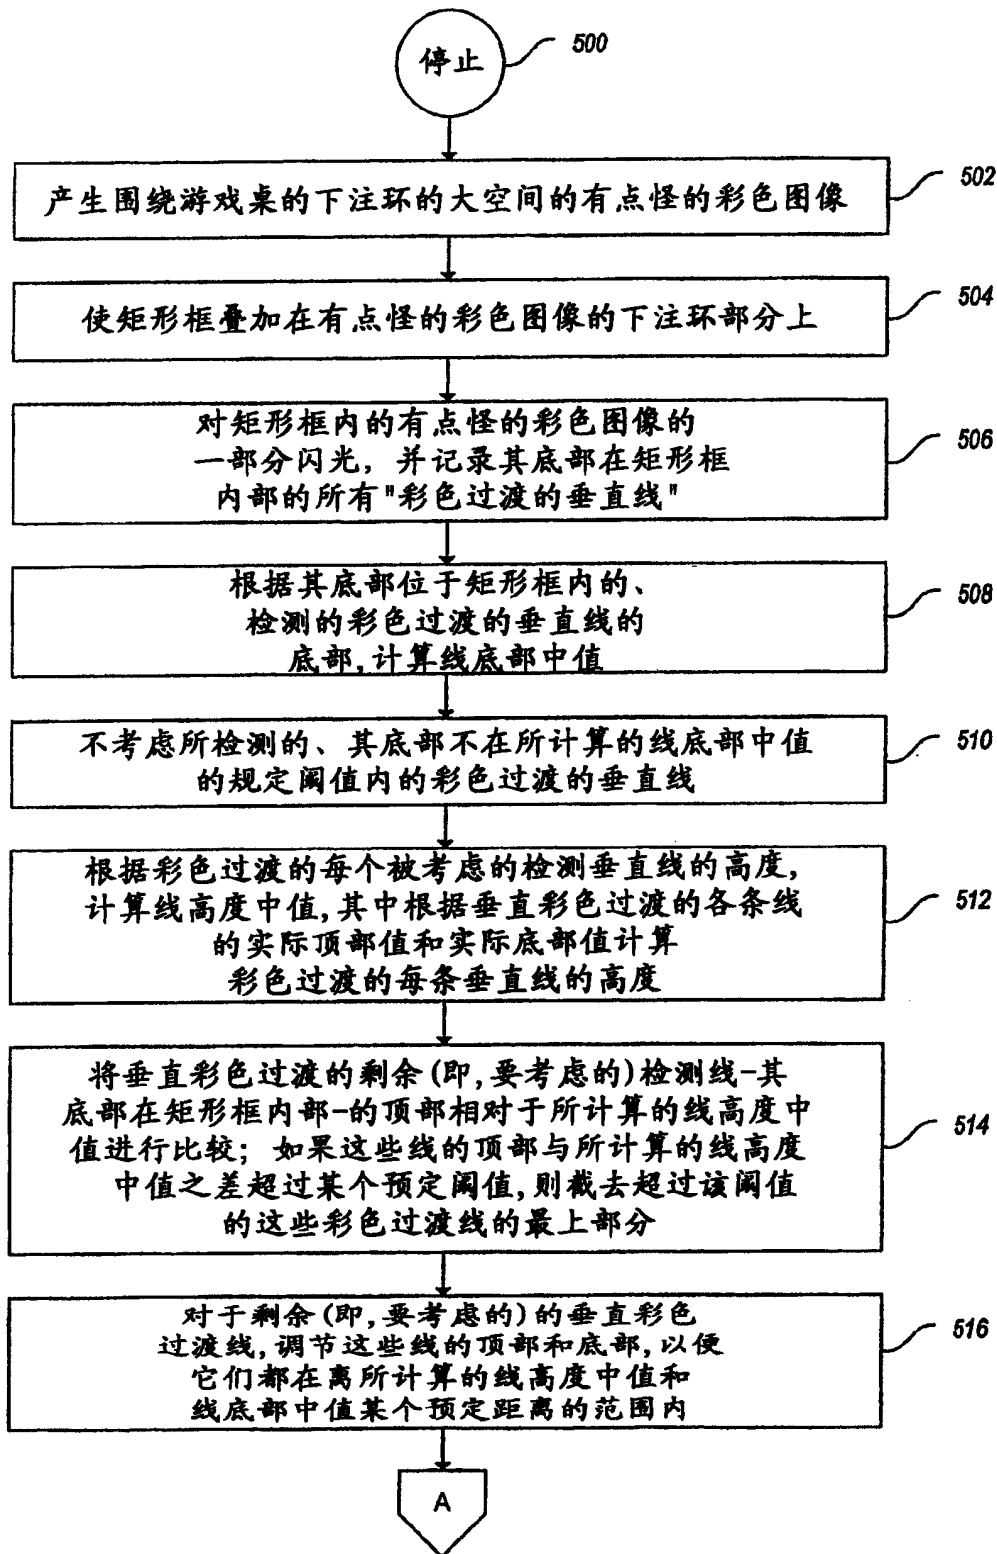 停止
500
产生围绕游戏桌的下注环的大空间的有点怪的彩色图像
502
使矩形框叠加在有点怪的彩色图像的下注环部分上
504
对矩形框内的有点怪的彩色图像的
一部分闪光，并记录其底部在矩形框
内部的所有"彩色过渡的垂直线"
506
根据其底部位于矩形框内的、
检测的彩色过渡的垂直线的
底部,计算线底部中值
508
不考虑所检测的、其底部不在所计算的线底部中值
的规定阈值内的彩色过渡的垂直线
510
根据彩色过渡的每个被考虑的检测垂直线的高度,
计算线高度中值,其中根据垂直彩色过渡的各条线
的实际顶部值和实际底部值计算
彩色过渡的每条垂直线的高度
512
将垂直彩色过渡的剩余(即,要考虑的)检测线-其
底部在矩形框内部-的顶部相对于所计算的线高度中
值进行比较；如果这些线的顶部与所计算的线高度
中值之差超过某个预定阈值,则截去超过该阈值
的这些彩色过渡线的最上部分
514
对于剩余(即,要考虑的)的垂直彩色
过渡线,调节这些线的顶部和底部,以便
它们都在离所计算的线高度中值和
线底部中值某个预定距离的范围内
516
A